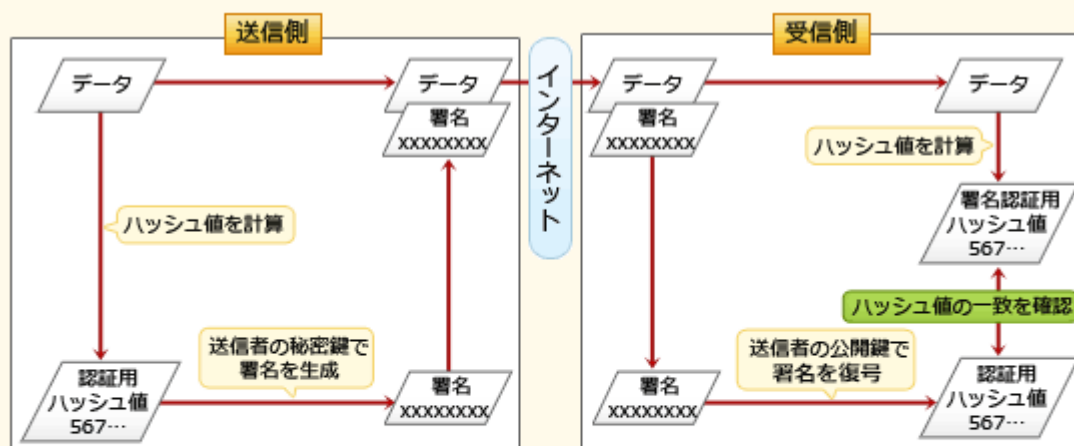 送信側
データ
データ
署名
xxxxxxxx
ハッシュ値を計算
認証用
ハッシュ値
567…
送信者の秘密鍵で
署名を生成
署名
xxxxxxxx
インターネット
受信側
データ
署名
xxxxxxxx
データ
ハッシュ値を計算
署名認証用
ハッシュ値
567…
ハッシュ値の一致を確認
署名
xxxxxxxx
送信者の公開鍵で
署名を復号
認証用
ハッシュ値
567…